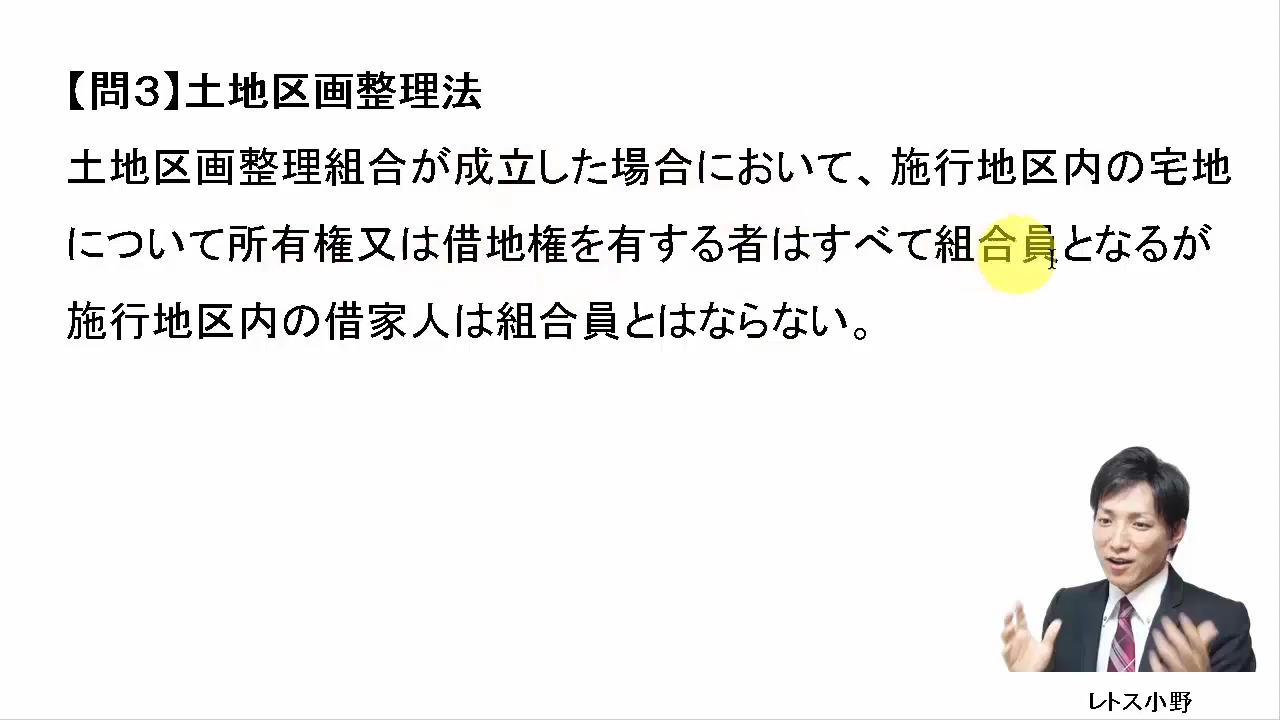 【問３】土地区画整理法
土地区画整理組合が成立した場合において、施行地区内の宅地
について所有権又は借地権を有する者はすべて組合員となるが
施行地区内の借家人は組合員とはならない。
レトス小野